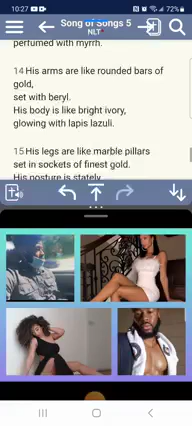 10:27
72%
Song of Songs 5
NLT
perfumed with myrrh.
14 His arms are like rounded bars of
gold,
set with beryl.
His body is like bright ivory,
glowing with lapis lazuli.
15 His legs are like marble pillars
set in sockets of finest gold.
His posture is stately,